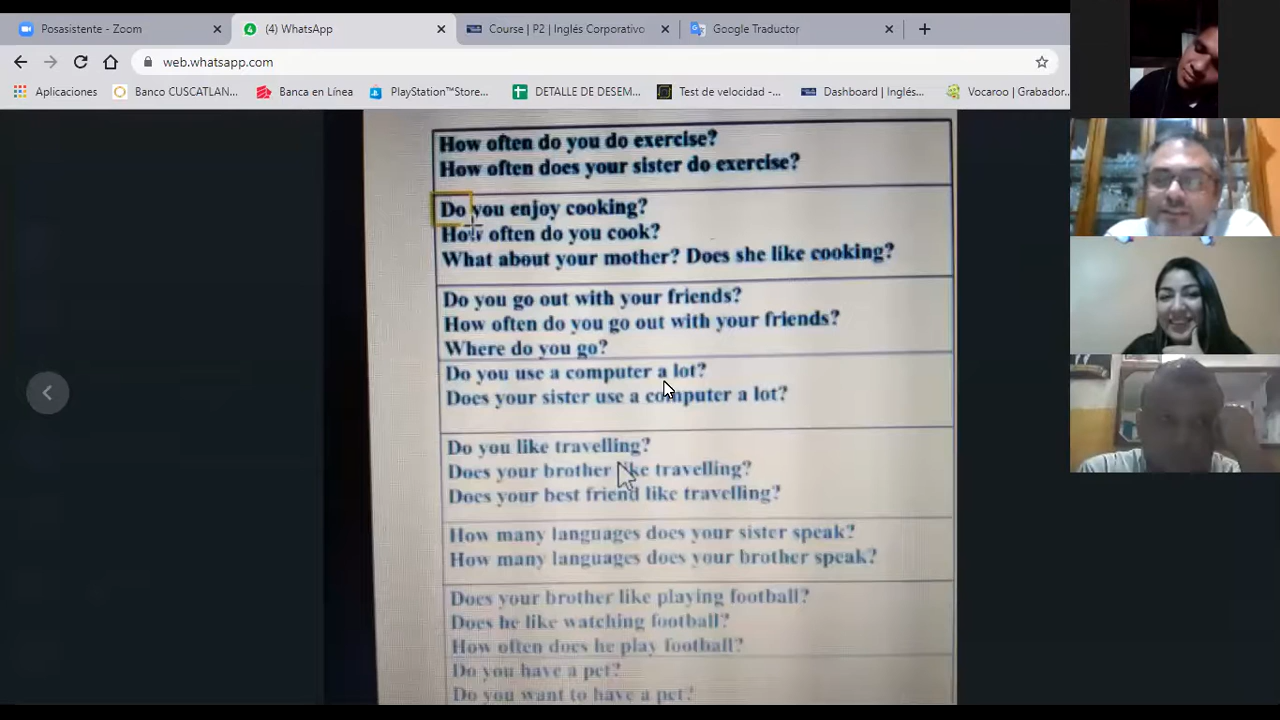 Posasistente - Zoom
4
(4) WhatsApp
Course | P2 | Inglés Corporativo
Google Traductor
web.whatsapp.com
Aplicaciones
Banco CUSCATLAN...
Banca en Línea
PlayStation™Store...
DETALLE DE DESEM...
Test de velocidad -...
Dashboard | Inglés...
Vocaroo | Grabador...
How often do you do exercise?
How often does your sister do exercise?
Do you enjoy cooking?
How often do you cook?
What about your mother? Does she like cooking?
Do you go out with your friends?
How often do you go out with your friends?
Where do you go?
Do you use a computer a lot?
Does your sister use a computer a lot?
Do you like travelling?
Does your brother like travelling?
Does your best friend like travelling?
How many languages does your sister speak?
How many languages does your brother speak?
Does your brother like playing football?
Does he like watching football?
How often does he play football?
Do you have a pet?
Do you want to have a pet?